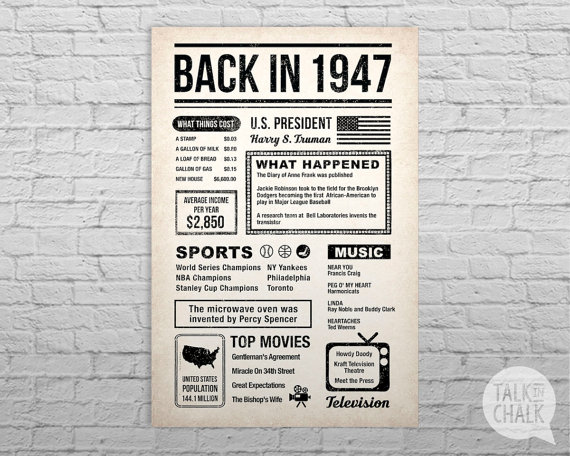 BACK IN 1947
WHAT THINGS COST
A STAMP $0.03
A GALLON OF MILK $0.80
A LOAF OF BREAD $0.13
GALLON OF GAS $0.15
NEW HOUSE $6,600.00
AVERAGE INCOME
PER YEAR
$2,850
U.S. PRESIDENT
Harry S. Truman
WHAT HAPPENED
The Diary of Anne Frank was published
Jackie Robinson took to the field for the Brooklyn
Dodgers becoming the first African-American to
play in Major League Baseball
A research team at Bell Laboratories invents the
transistor
SPORTS
World Series Champions NY Yankees
NBA Champions Philadelphia
Stanley Cup Champions Toronto
MUSIC
NEAR YOU
Francis Craig
PEG O' MY HEART
Harmonicats
LINDA
Ray Noble and Buddy Clark
HEARTACHES
Ted Weems
The microwave oven was
invented by Percy Spencer
UNITED STATES
POPULATION
144.1 MILLION
TOP MOVIES
Gentleman's Agreement
Miracle On 34th Street
Great Expectations
The Bishop's Wife
Howdy Doody
Kraft Television
Theatre
Meet the Press
Television
TALK IN
CHALK